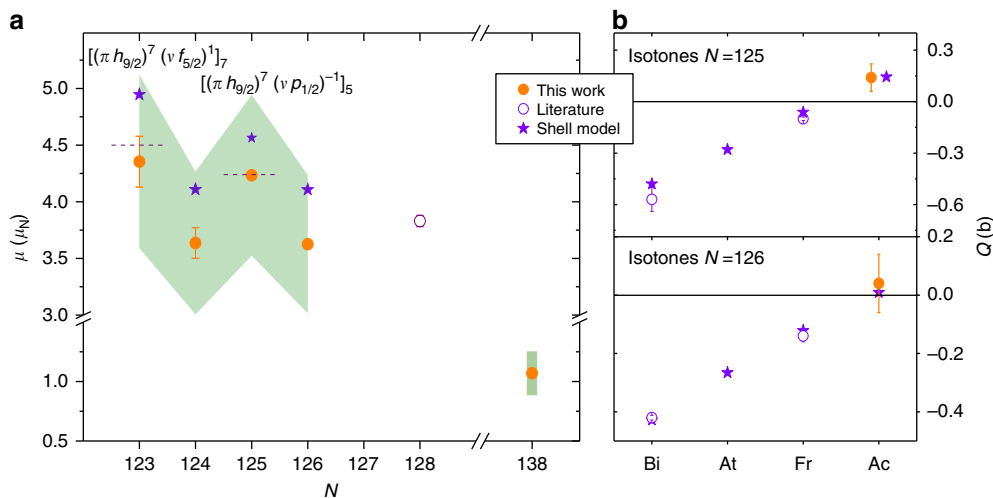 a
[(π h9/2)^7 (ν f5/2)^1]7
[(π h9/2)^7 (ν p1/2)^−1]5
5.0
4.5
4.0
3.5
3.0
1.0
0.5
μ (μN)
123 124 125 126 127 128 138
N
This work
Literature
Shell model
b
Isotones N =125
0.3
0.0
−0.3
−0.6
Isotones N =126
0.2
0.0
−0.2
−0.4
Q (b)
Bi At Fr Ac